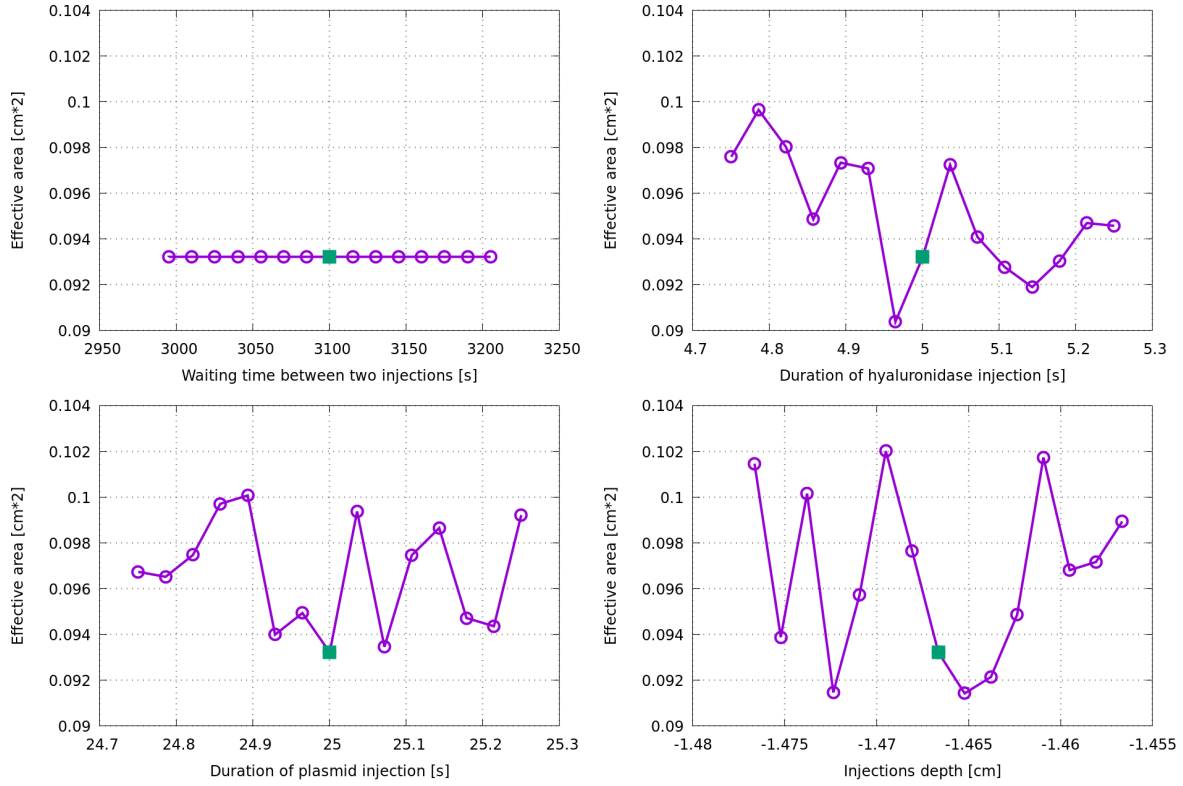 0.104
0.102
0.1
0.098
0.096
0.094
0.092
0.09
Effective area [cm*2]
2950 3000 3050 3100 3150 3200 3250
Waiting time between two injections [s]
0.104
0.102
0.1
0.098
0.096
0.094
0.092
0.09
Effective area [cm*2]
4.7 4.8 4.9 5 5.1 5.2 5.3
Duration of hyaluronidase injection [s]
0.104
0.102
0.1
0.098
0.096
0.094
0.092
0.09
Effective area [cm*2]
24.7 24.8 24.9 25 25.1 25.2 25.3
Duration of plasmid injection [s]
0.104
0.102
0.1
0.098
0.096
0.094
0.092
0.09
Effective area [cm*2]
-1.48 -1.475 -1.47 -1.465 -1.46 -1.455
Injections depth [cm]